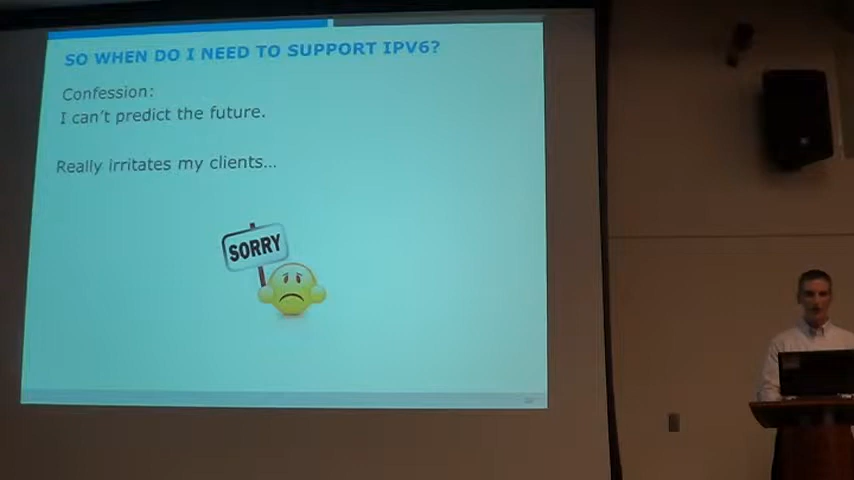 SO WHEN DO I NEED TO SUPPORT IPV6?
Confession:
I can't predict the future.
Really irritates my clients...
SORRY